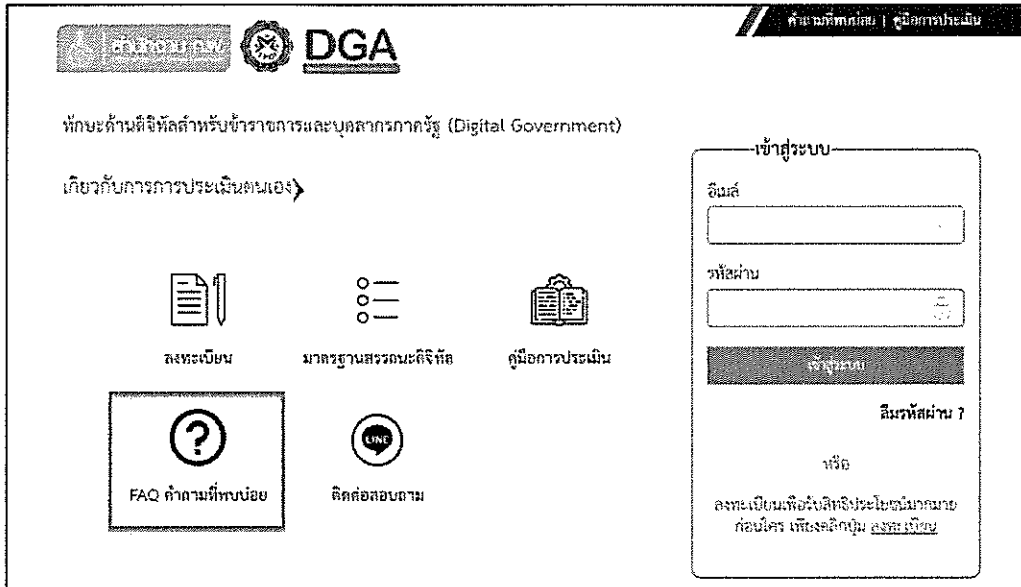 คำถามที่พบบ่อย | คู่มือการประเมิน
สำนักงาน ก.พ.
DGA
ทักษะด้านดิจิทัลสำหรับข้าราชการและบุคลากรภาครัฐ (Digital Government)
เกี่ยวกับการการประเมินตนเอง
ลงทะเบียน
มาตรฐานสรรถนะดิจิทัล
คู่มือการประเมิน
FAQ คำถามที่พบบ่อย
LINE
ติดต่อสอบถาม
เข้าสู่ระบบ
อีเมล์
รหัสผ่าน
เข้าสู่ระบบ
ลืมรหัสผ่าน ?
หรือ
ลงทะเบียนเพื่อรับสิทธิประโยชน์มากมาย
ก่อนใคร เพียงคลิกปุ่ม ลงทะเบียน